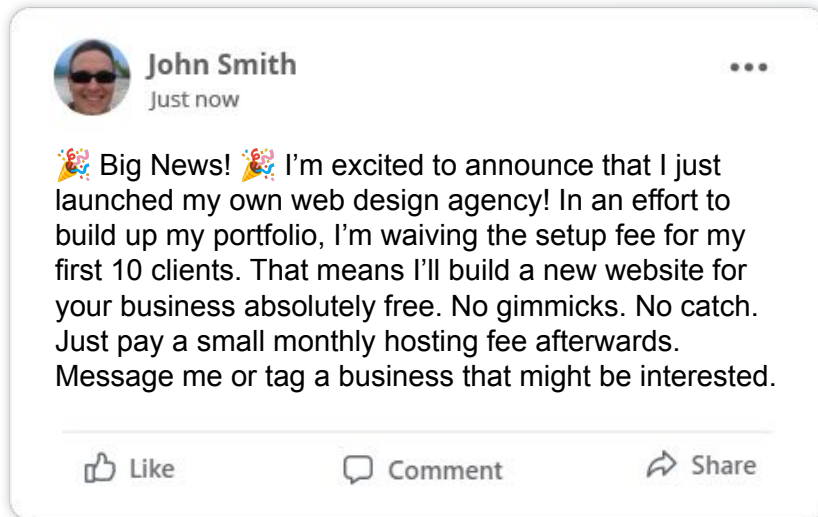 John Smith
Just now
🎉 Big News! 🎉 I’m excited to announce that I just
launched my own web design agency! In an effort to
build up my portfolio, I’m waiving the setup fee for my
first 10 clients. That means I’ll build a new website for
your business absolutely free. No gimmicks. No catch.
Just pay a small monthly hosting fee afterwards.
Message me or tag a business that might be interested.
Like Comment Share